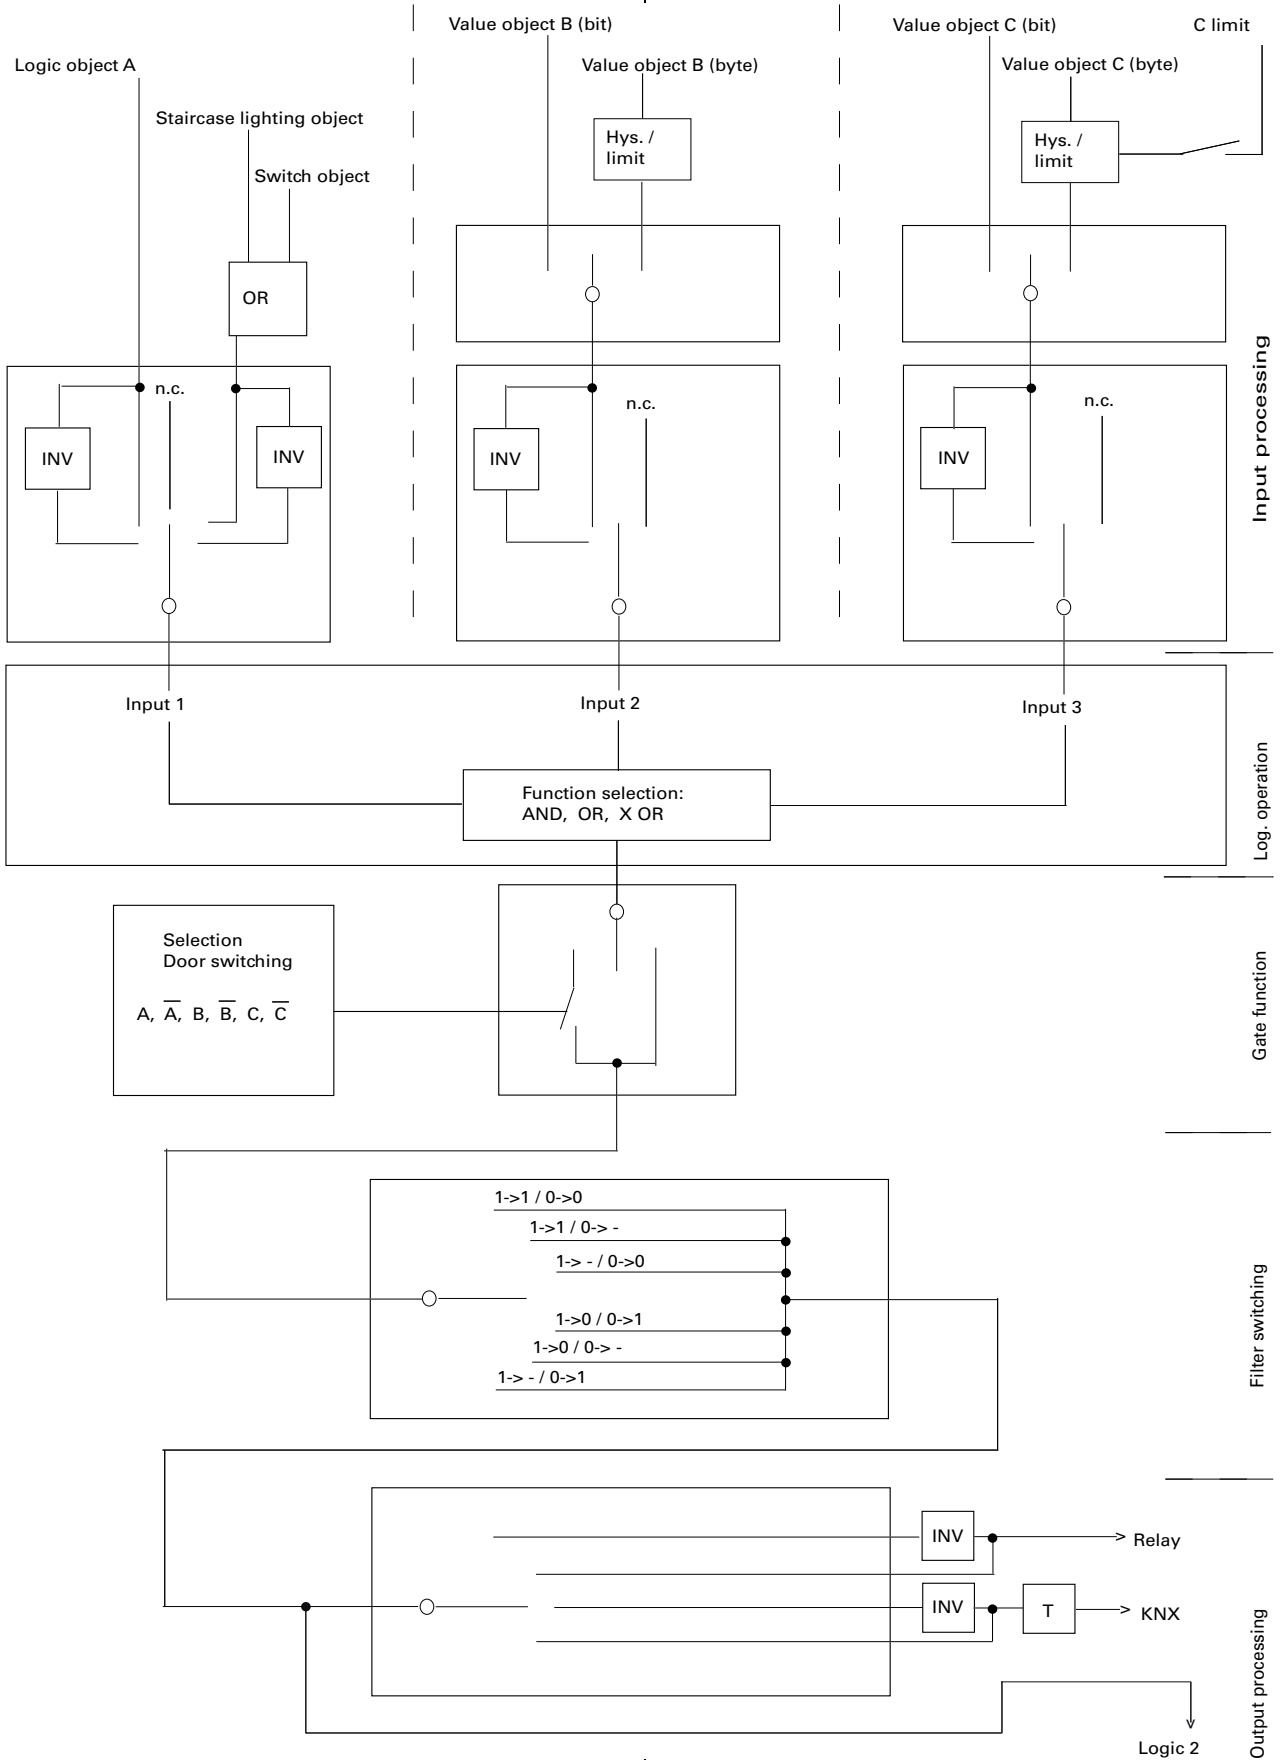 Value object B (bit)
Value object C (bit)
C limit
Logic object A
Value object B (byte)
Value object C (byte)
Staircase lighting object
Hys. /
limit
Hys. /
limit
Switch object
OR
n.c.
n.c.
n.c.
INV
INV
INV
INV
Input processing
Input 1
Input 2
Input 3
Function selection:
AND, OR, X OR
Log. operation
Selection
Door switching
A, A̅, B, B̅, C, C̅
Gate function
1->1 / 0->0
1->1 / 0-> -
1-> - / 0->0
1->0 / 0->1
1->0 / 0-> -
1-> - / 0->1
Filter switching
INV
Relay
INV
T
KNX
Output processing
Logic 2